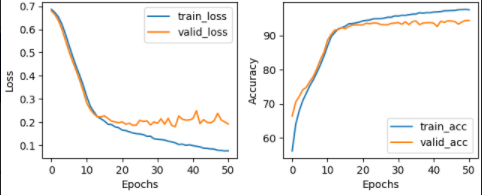 0.7
0.6
0.5
0.4
0.3
0.2
0.1
Loss
train_loss
valid_loss
0 10 20 30 40 50
Epochs
90
80
70
60
Accuracy
train_acc
valid_acc
0 10 20 30 40 50
Epochs